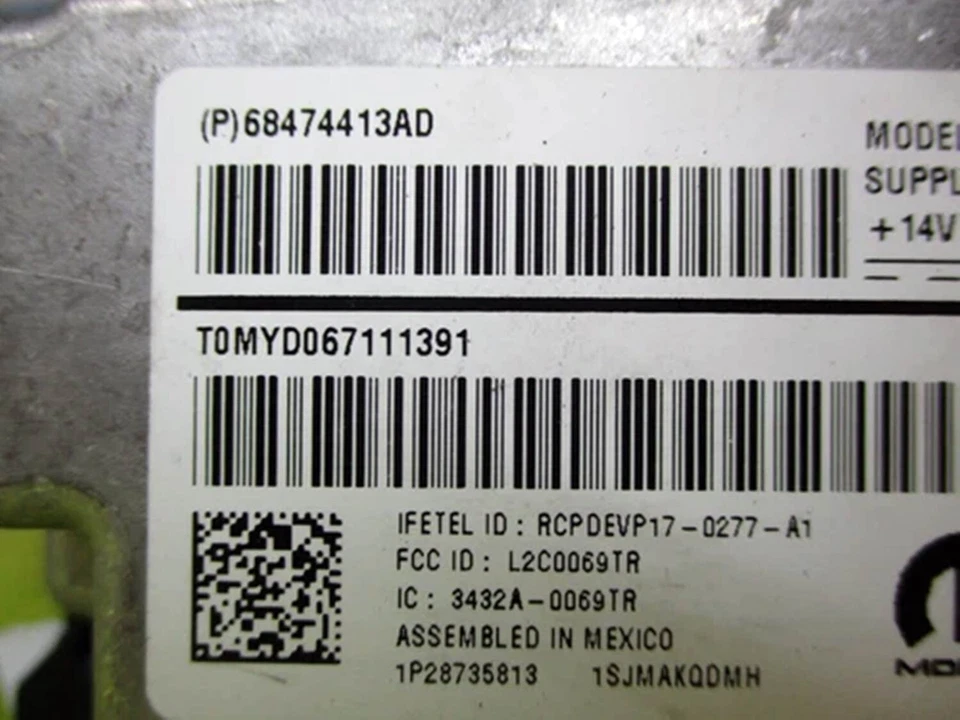 (P)68474413AD
MODEL
SUPPL
+14V
T0MYD067111391
IFETEL ID: RCPDEVP17-0277-A1
FCC ID: L2C0069TR
IC: 3432A-0069TR
ASSEMBLED IN MEXICO
1P28735813 1SJMAKQDMH